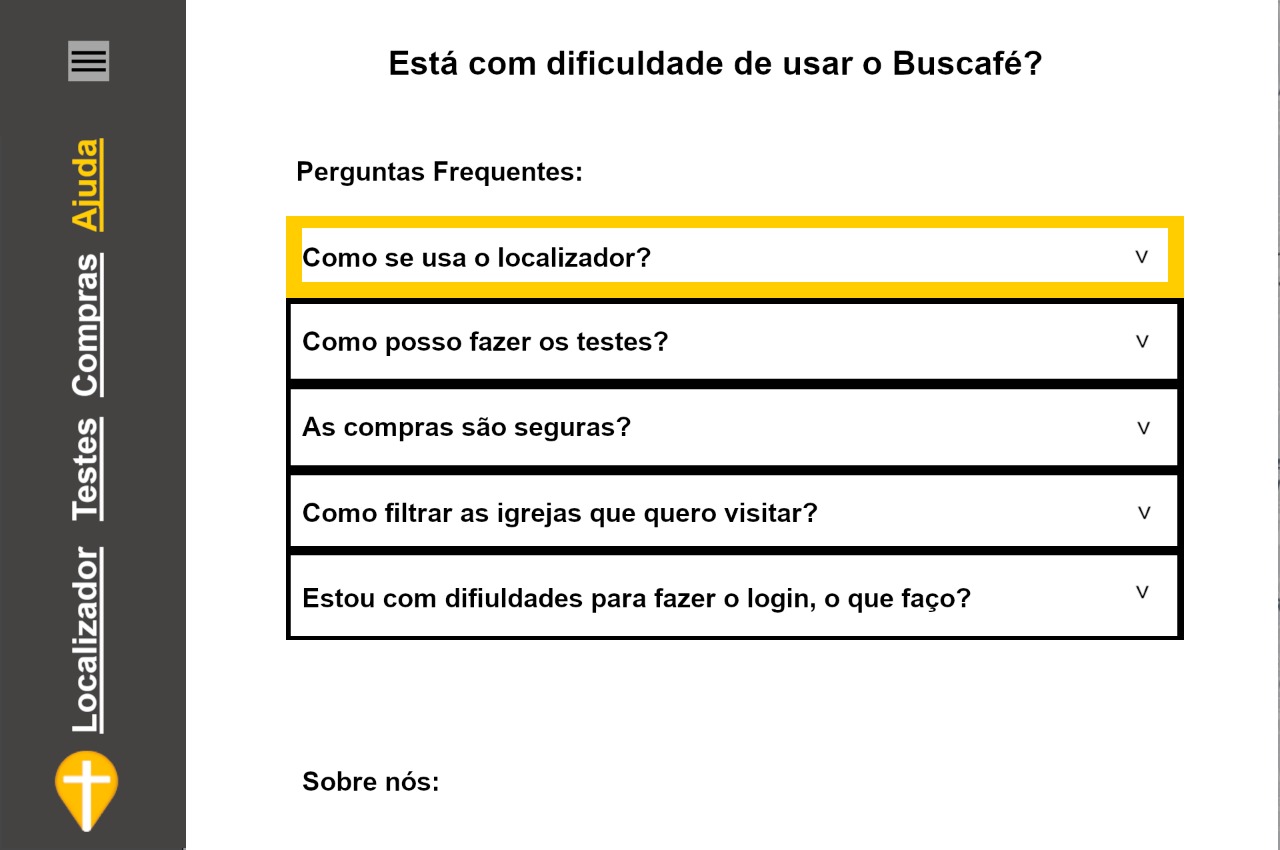 Ajuda
Compras
Testes
Localizador
Está com dificuldade de usar o Buscafé?
Perguntas Frequentes:
Como se usa o localizador? v
Como posso fazer os testes? v
As compras são seguras? v
Como filtrar as igrejas que quero visitar? v
Estou com difiuldades para fazer o login, o que faço? v
Sobre nós: